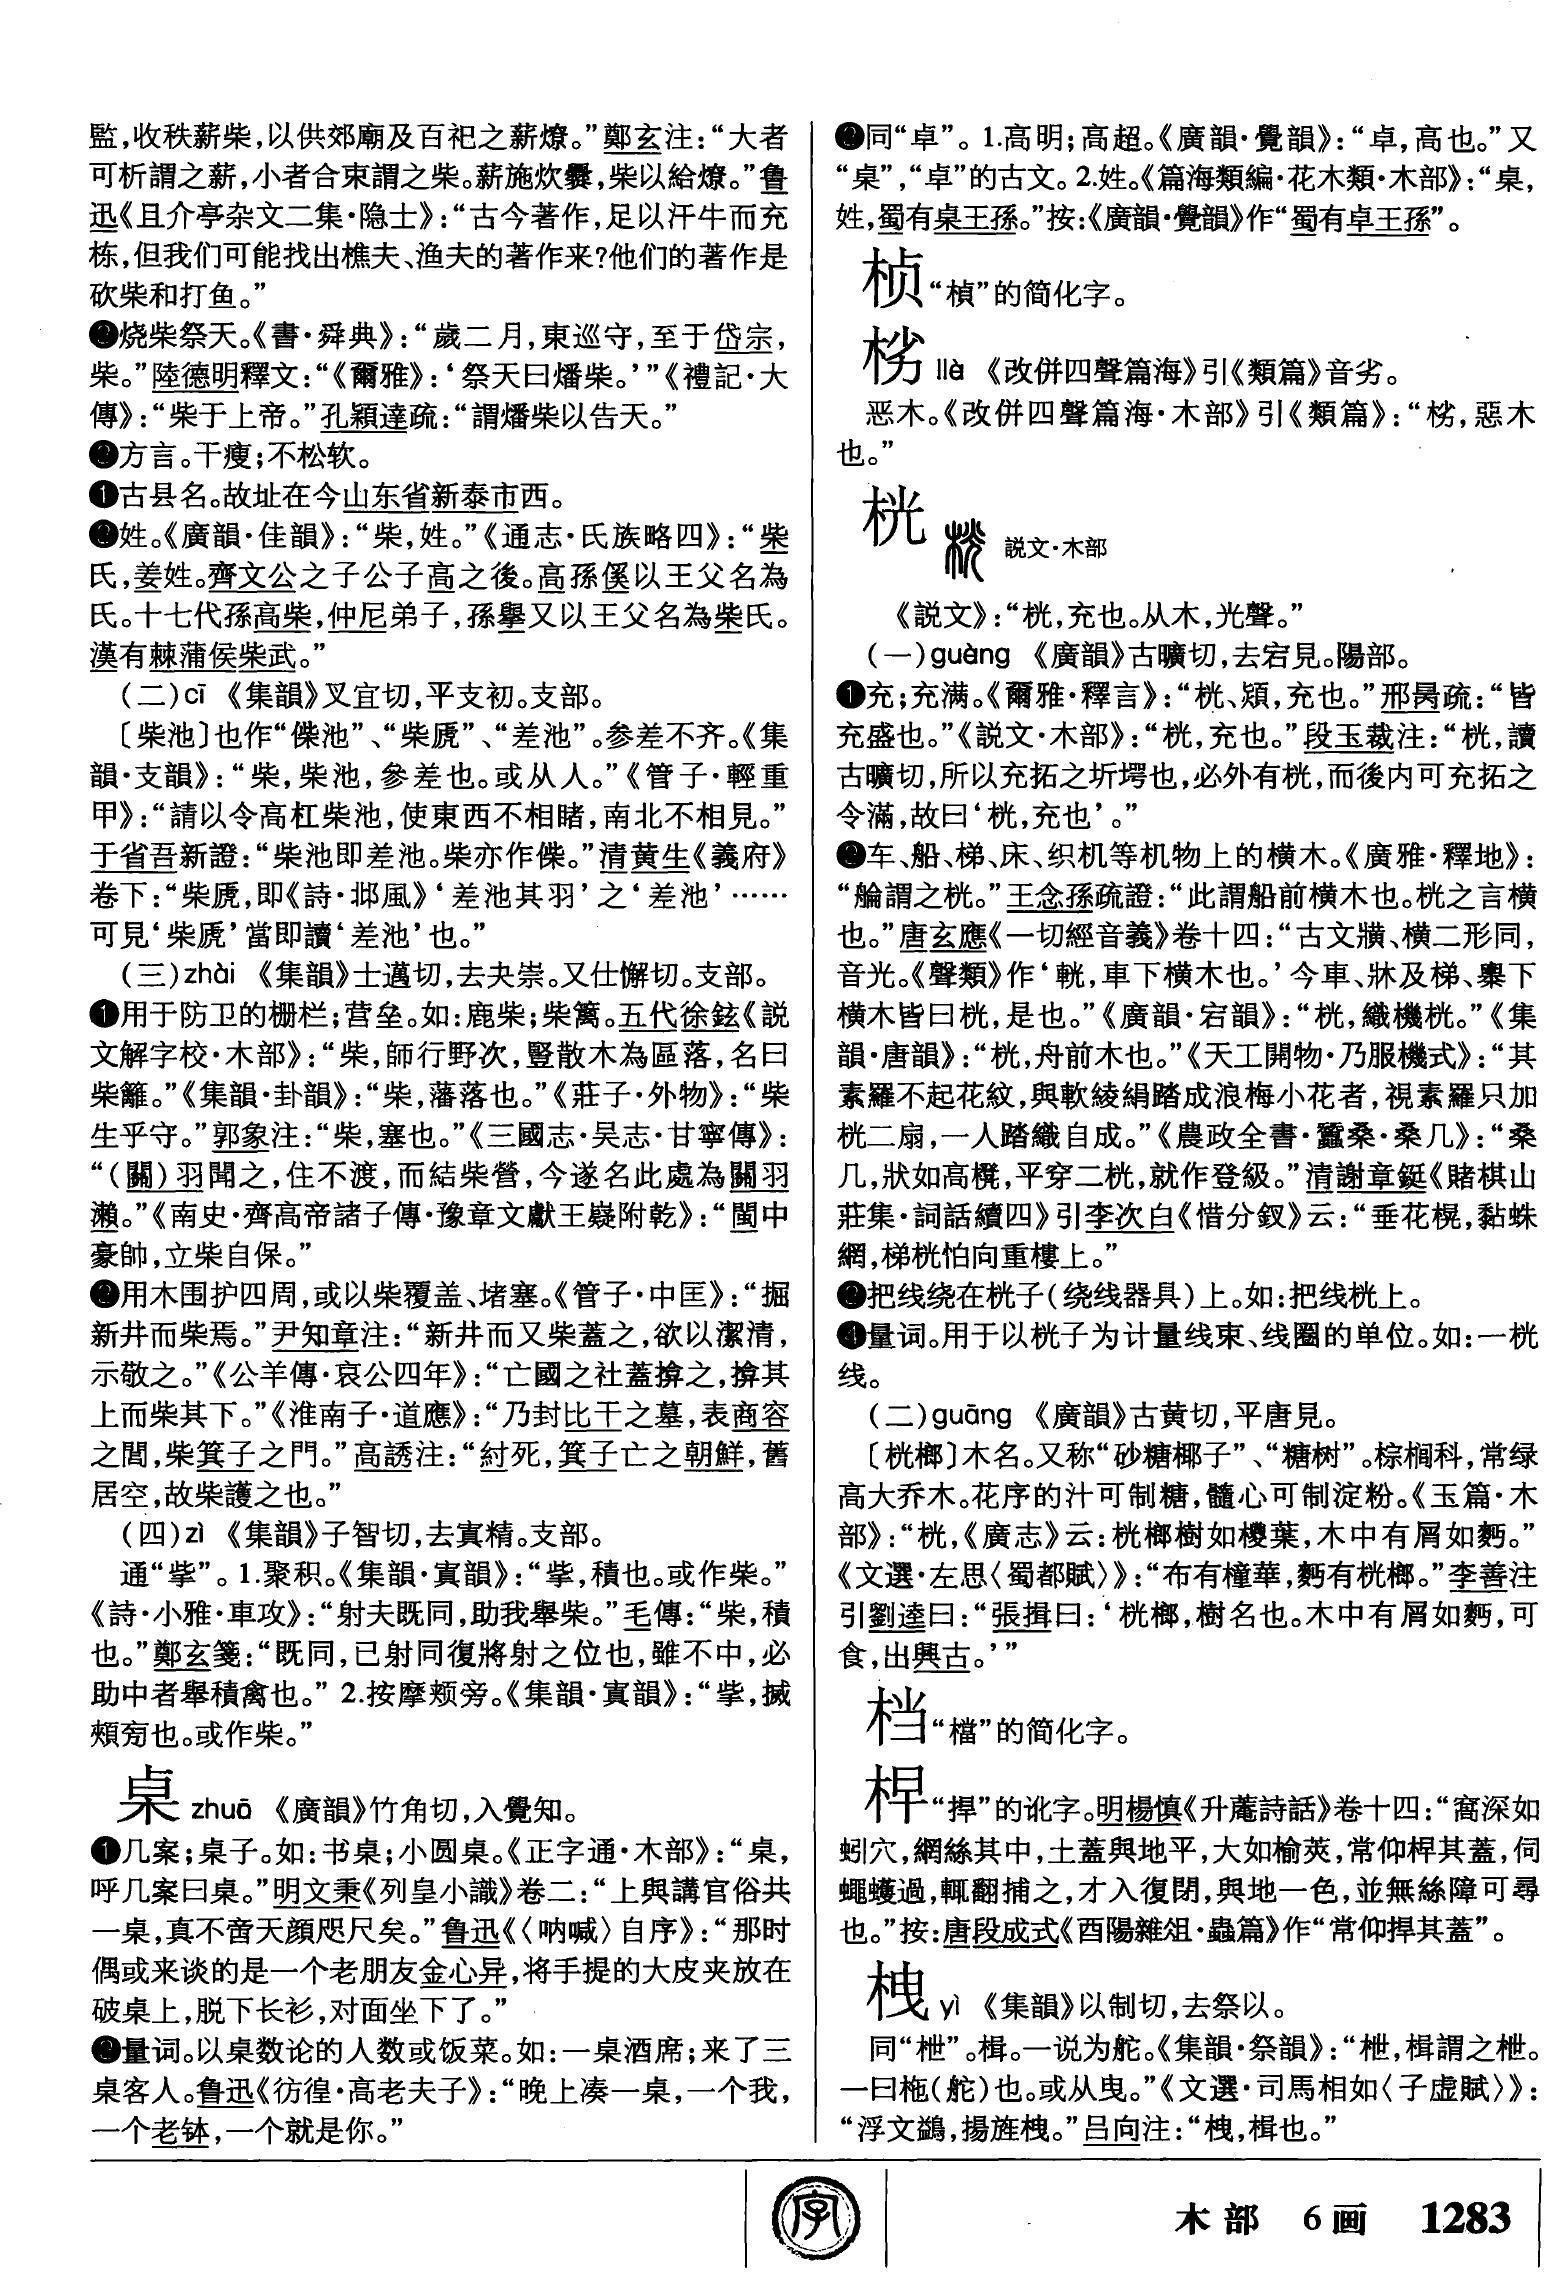 監,收秩薪柴,以供郊廟及百祀之薪燎。”鄭玄注:“大者
可析謂之薪,小者合束謂之柴。薪施炊爨,柴以給燎。”鲁
迅《且介亭杂文二集·隐士》:“古今著作,足以汗牛而充
栋,但我们可能找出樵夫、渔夫的著作来?他们的著作是
砍柴和打鱼。”
❷烧柴祭天。《書·舜典》:“歲二月,東巡守,至于岱宗,
柴。”陸德明釋文:“《爾雅》:‘祭天曰燔柴。’”《禮記·大
傳》:“柴于上帝。”孔穎達疏:“謂燔柴以告天。”
❷方言。干瘦;不松软。
❶古县名。故址在今山东省新泰市西。
❷姓。《廣韻·佳韻》:“柴,姓。”《通志·氏族略四》:“柴
氏,姜姓。齊文公之子公子高之後。高孫傒以王父名為
氏。十七代孫高柴,仲尼弟子,孫舉又以王父名為柴氏。
漢有棘蒲侯柴武。”
(二)cī 《集韻》叉宜切,平支初。支部。
〔柴池〕也作“傑池”、“柴虒”、“差池”。参差不齐。《集
韻·支韻》:“柴,柴池,參差也。或从人。”《管子·輕重
甲》:“請以令高杠柴池,使東西不相睹,南北不相見。”
于省吾新證:“柴池即差池。柴亦作傑。”清黄生《義府》
卷下:“柴虒,即《詩·邶風》‘差池其羽’之‘差池’……
可見‘柴虒’當即讀‘差池’也。”
(三)zhài 《集韻》士邁切,去夬崇。又仕懈切。支部。
❶用于防卫的栅栏;营垒。如:鹿柴;柴篱。五代徐鉉《説
文解字校·木部》:“柴,師行野次,豎散木為區落,名曰
柴籬。”《集韻·卦韻》:“柴,藩落也。”《莊子·外物》:“柴
生乎守。”郭象注:“柴,塞也。”《三國志·吴志·甘寧傳》:
“(關)羽聞之,住不渡,而結柴營,今遂名此處為關羽
瀨。”《南史·齊高帝諸子傳·豫章文獻王嶷附乾》:“閩中
豪帥,立柴自保。”
❷用木围护四周,或以柴覆盖、堵塞。《管子·中匡》:“掘
新井而柴焉。”尹知章注:“新井而又柴蓋之,欲以潔清,
示敬之。”《公羊傳·哀公四年》:“亡國之社蓋揜之,揜其
上而柴其下。”《淮南子·道應》:“乃封比干之墓,表商容
之閭,柴箕子之門。”高誘注:“紂死,箕子亡之朝鮮,舊
居空,故柴護之也。”
(四)zì 《集韻》子智切,去寘精。支部。
通“㧘”。1.聚积。《集韻·寘韻》:“㧘,積也。或作柴。”
《詩·小雅·車攻》:“射夫既同,助我舉柴。”毛傳:“柴,積
也。”鄭玄箋:“既同,已射同復將射之位也,雖不中,必
助中者舉積禽也。” 2.按摩颊旁。《集韻·寘韻》:“㧘,搣
頰旁也。或作柴。”
桌 zhuō 《廣韻》竹角切,入覺知。
❶几案;桌子。如:书桌;小圆桌。《正字通·木部》:“桌,
呼几案曰桌。”明文秉《列皇小識》卷二:“上與講官俗共
一桌,真不啻天顔咫尺矣。”鲁迅《〈呐喊〉自序》:“那时
偶或来谈的是一个老朋友金心异,将手提的大皮夹放在
破桌上,脱下长衫,对面坐下了。”
❷量词。以桌数论的人数或饭菜。如:一桌酒席;来了三
桌客人。鲁迅《彷徨·高老夫子》:“晚上凑一桌,一个我,
一个老钵,一个就是你。”
❷同“卓”。1.高明;高超。《廣韻·覺韻》:“卓,高也。”又
“桌”,“卓”的古文。2.姓。《篇海類編·花木類·木部》:“桌,
姓,蜀有桌王孫。”按:《廣韻·覺韻》作“蜀有卓王孫”。
桢 “楨”的简化字。
㭞 liè 《改併四聲篇海》引《類篇》音劣。
恶木。《改併四聲篇海·木部》引《類篇》:“㭞,惡木
也。”
桄 説文·木部
《説文》:“桄,充也。从木,光聲。”
(一)guàng 《廣韻》古曠切,去宕見。陽部。
❶充;充满。《爾雅·釋言》:“桄、熲,充也。”邢昺疏:“皆
充盛也。”《説文·木部》:“桄,充也。”段玉裁注:“桄,讀
古曠切,所以充拓之圻堮也,必外有桄,而後内可充拓之
令滿,故曰‘桄,充也’。”
❷车、船、梯、床、织机等机物上的横木。《廣雅·釋地》:
“艑謂之桄。”王念孫疏證:“此謂船前横木也。桄之言横
也。”唐玄應《一切經音義》卷十四:“古文㸙、横二形同,
音光。《聲類》作‘輄,車下横木也。’今車、牀及梯、轝下
横木皆曰桄,是也。”《廣韻·宕韻》:“桄,織機桄。”《集
韻·唐韻》:“桄,舟前木也。”《天工開物·乃服機式》:“其
素羅不起花紋,與軟綾絹踏成浪梅小花者,視素羅只加
桄二扇,一人踏織自成。”《農政全書·蠶桑·桑几》:“桑
几,狀如高櫈,平穿二桄,就作登級。”清謝章鋌《賭棋山
莊集·詞話續四》引李次白《惜分釵》云:“垂花榥,黏蛛
網,梯桄怕向重樓上。”
❷把线绕在桄子(绕线器具)上。如:把线桄上。
❹量词。用于以桄子为计量线束、线圈的单位。如:一桄
线。
(二)guāng 《廣韻》古黄切,平唐見。
〔桄榔〕木名。又称“砂糖椰子”、“糖树”。棕榈科,常绿
高大乔木。花序的汁可制糖,髓心可制淀粉。《玉篇·木
部》:“桄,《廣志》云:桄榔樹如椶葉,木中有屑如麪。”
《文選·左思〈蜀都賦〉》:“布有橦華,麪有桄榔。”李善注
引劉逵曰:“張揖曰:‘桄榔,樹名也。木中有屑如麪,可
食,出興古。’”
档 “檔”的简化字。
桿 “捍”的讹字。明楊慎《升菴詩話》卷十四:“窩深如
蚓穴,網絲其中,土蓋與地平,大如榆莢,常仰桿其蓋,伺
蠅蠖過,輒翻捕之,才入復閉,與地一色,並無絲障可尋
也。”按:唐段成式《酉陽雜俎·蟲篇》作“常仰捍其蓋”。
栧 yì 《集韻》以制切,去祭以。
同“枻”。楫。一说为舵。《集韻·祭韻》:“枻,楫謂之枻。
一曰柂(舵)也。或从曳。”《文選·司馬相如〈子虚賦〉》:
“浮文鷁,揚旌栧。”吕向注:“栧,楫也。”
字
木部 6画 1283